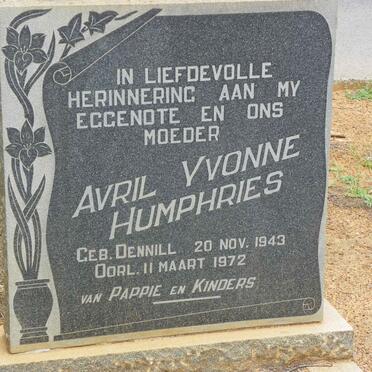 IN LIEFDEVOLLE
HERINNERING AAN MY
EGGENOTE EN ONS
MOEDER
AVRIL YVONNE
HUMPHRIES
GEB. DENNILL 20 NOV. 1943
OORL. 11 MAART 1972
VAN PAPPIE EN KINDERS